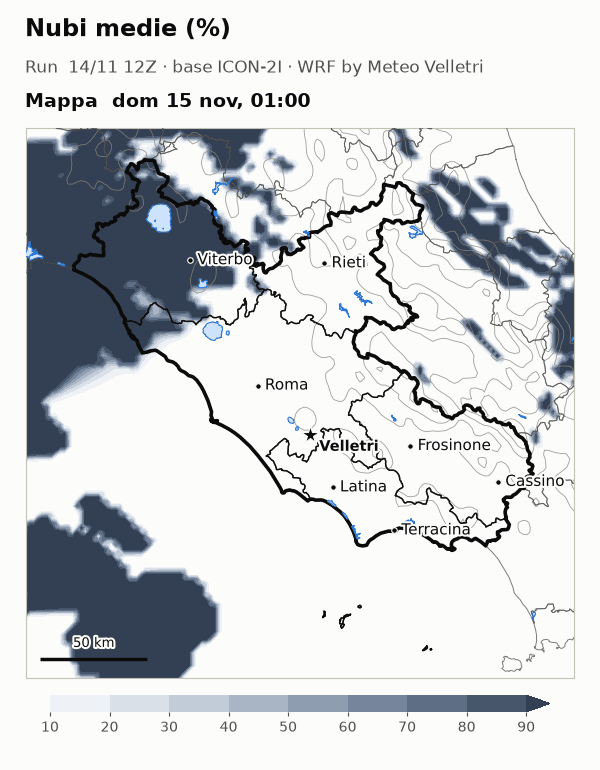 Nubi medie (%)
Run 14/11 12Z · base ICON-2I · WRF by Meteo Velletri
Mappa dom 15 nov, 01:00
Viterbo
Rieti
Roma
Velletri
Frosinone
Latina
Cassino
Terracina
50 km
10 20 30 40 50 60 70 80 90